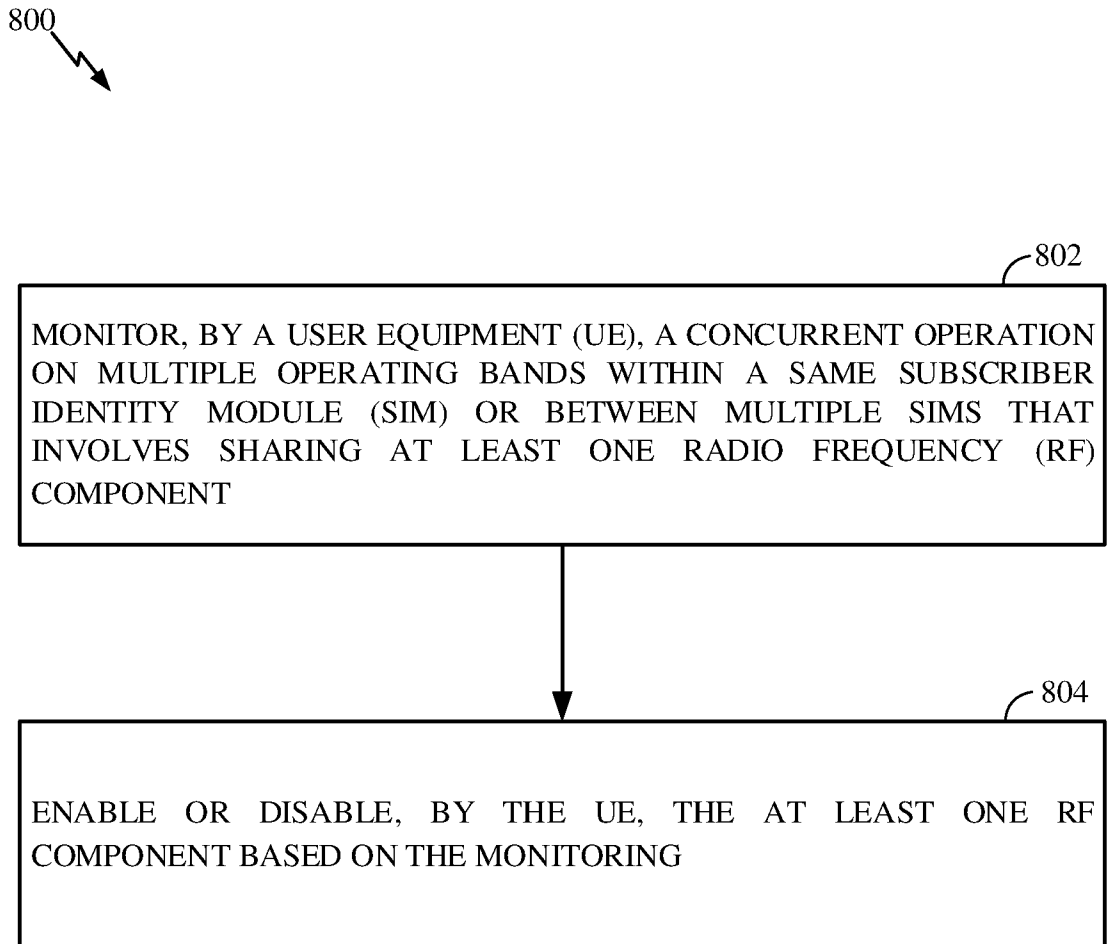 800
802
MONITOR, BY A USER EQUIPMENT (UE), A CONCURRENT OPERATION
ON MULTIPLE OPERATING BANDS WITHIN A SAME SUBSCRIBER
IDENTITY MODULE (SIM) OR BETWEEN MULTIPLE SIMS THAT
INVOLVES SHARING AT LEAST ONE RADIO FREQUENCY (RF)
COMPONENT
804
ENABLE OR DISABLE, BY THE UE, THE AT LEAST ONE RF
COMPONENT BASED ON THE MONITORING